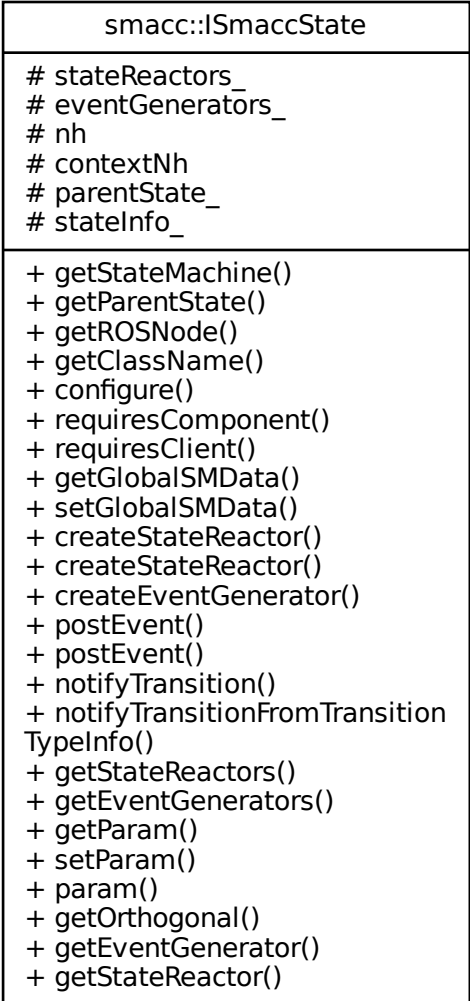 smacc::ISmaccState
# stateReactors_
# eventGenerators_
# nh
# contextNh
# parentState_
# stateInfo_
+ getStateMachine()
+ getParentState()
+ getROSNode()
+ getClassName()
+ configure()
+ requiresComponent()
+ requiresClient()
+ getGlobalSMData()
+ setGlobalSMData()
+ createStateReactor()
+ createStateReactor()
+ createEventGenerator()
+ postEvent()
+ postEvent()
+ notifyTransition()
+ notifyTransitionFromTransition
TypeInfo()
+ getStateReactors()
+ getEventGenerators()
+ getParam()
+ setParam()
+ param()
+ getOrthogonal()
+ getEventGenerator()
+ getStateReactor()